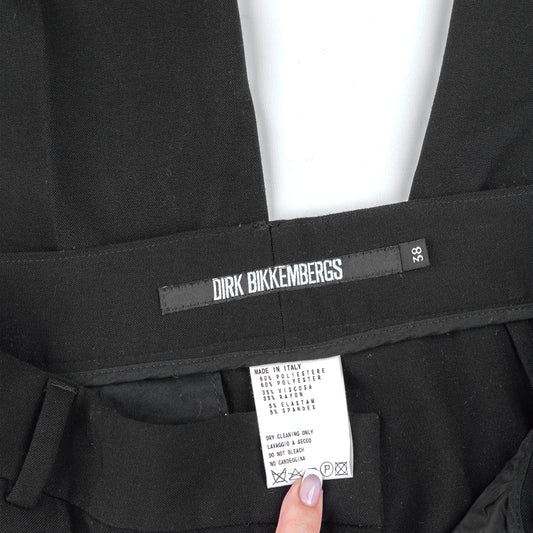 DIRK BIKKEMBERGS
38
MADE IN ITALY
60% POLIESTERE
60% POLYESTER
35% VISCOSA
35% RAYON
5% ELASTAM
5% SPANDEX
DRY CLEANING ONLY
LAVAGGIO A SECCO
DO NOT BLEACH
NO CANDEGGINA
P